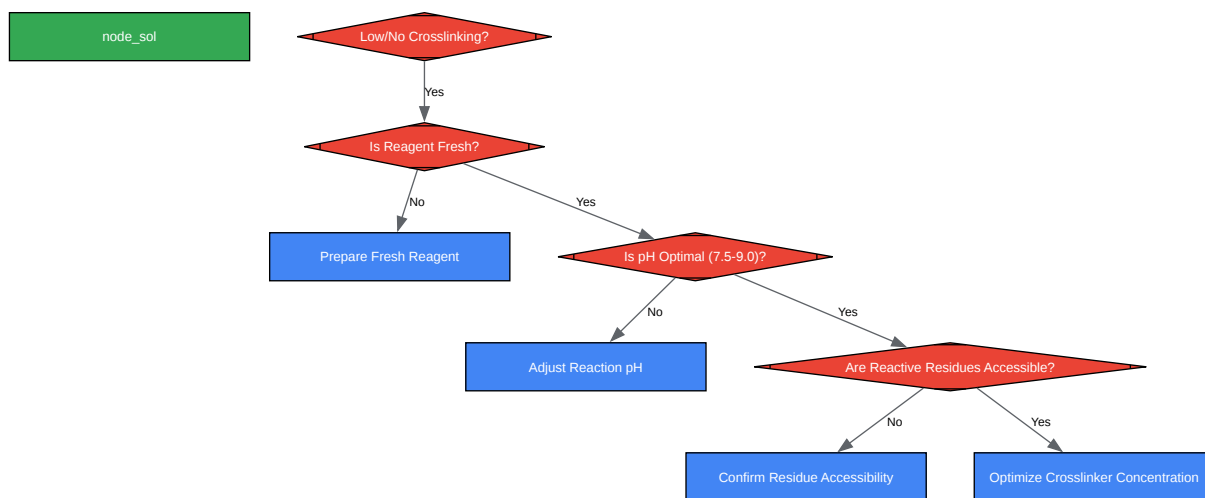 node_sol
Low/No Crosslinking?
Yes
Is Reagent Fresh?
No
Yes
Prepare Fresh Reagent
Is pH Optimal (7.5-9.0)?
No
Yes
Adjust Reaction pH
Are Reactive Residues Accessible?
No
Yes
Confirm Residue Accessibility
Optimize Crosslinker Concentration